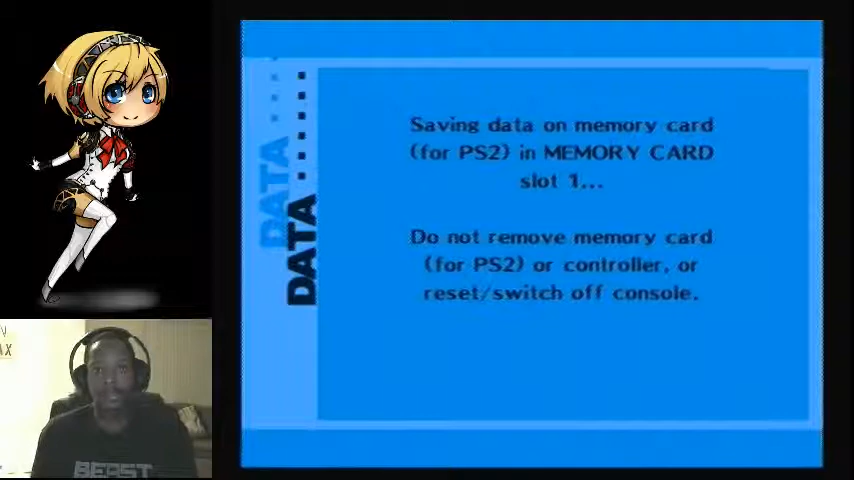 Saving data on memory card
(for PS2) in MEMORY CARD
slot 1...
Do not remove memory card
(for PS2) or controller, or
reset/switch off console.
DATA
DATA
AX
BEAST